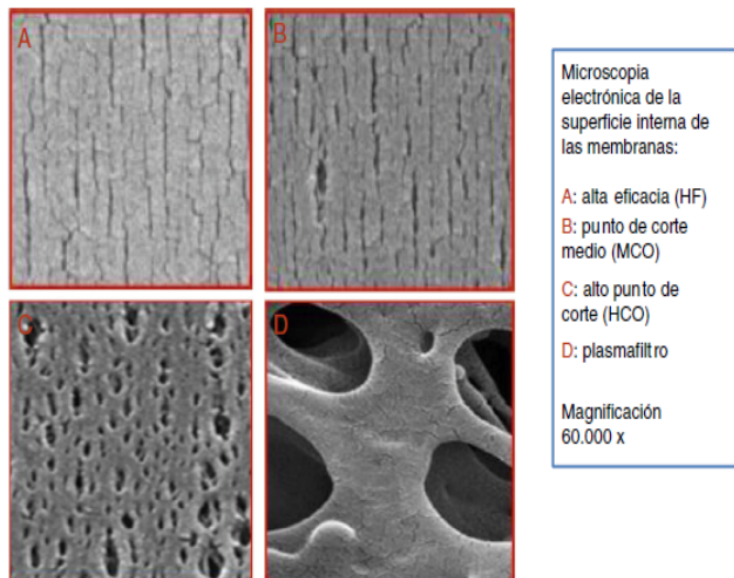 A
B
C
D
Microscopia
electrónica de la
superficie interna de
las membranas:
A: alta eficacia (HF)
B: punto de corte
medio (MCO)
C: alto punto de
corte (HCO)
D: plasmafiltro
Magnificación
60.000 x